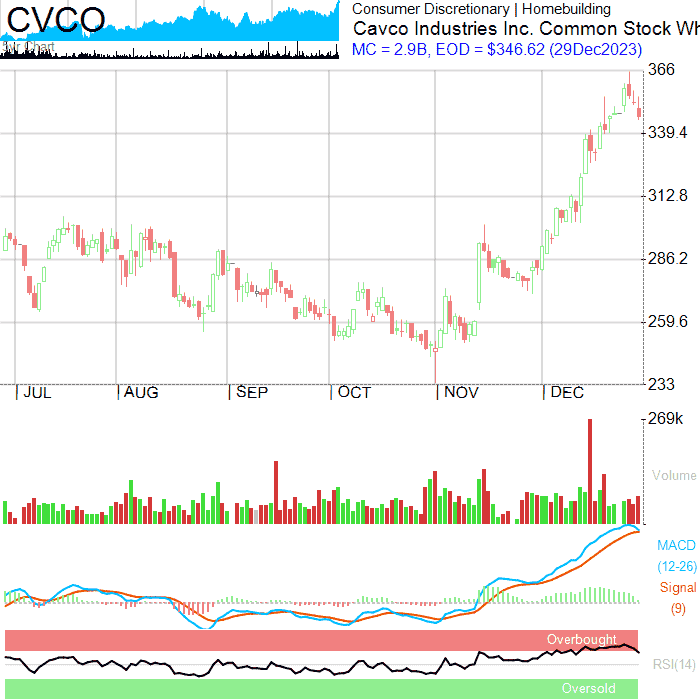 CVCO
5yr Chart
Consumer Discretionary | Homebuilding
Cavco Industries Inc. Common Stock Wh
MC = 2.9B, EOD = $346.62 (29Dec2023)
366
339.4
312.8
286.2
259.6
233
JUL AUG SEP OCT NOV DEC
269k
Volume
MACD
(12-26)
Signal
(9)
Overbought
RSI(14)
Oversold